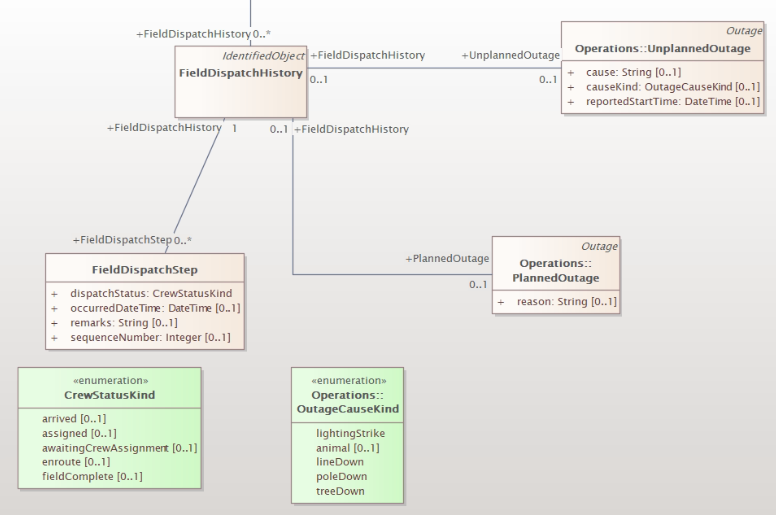 +FieldDispatchHistory 0..*
IdentifiedObject
FieldDispatchHistory
+FieldDispatchHistory
0..1
+UnplannedOutage
0..1
Outage
Operations::UnplannedOutage
+ cause: String [0..1]
+ causeKind: OutageCauseKind [0..1]
+ reportedStartTime: DateTime [0..1]
+FieldDispatchHistory 1
0..1 +FieldDispatchHistory
+FieldDispatchStep 0..*
FieldDispatchStep
+ dispatchStatus: CrewStatusKind
+ occurredDateTime: DateTime [0..1]
+ remarks: String [0..1]
+ sequenceNumber: Integer [0..1]
+PlannedOutage
0..1
Outage
Operations::
PlannedOutage
+ reason: String [0..1]
«enumeration»
CrewStatusKind
arrived [0..1]
assigned [0..1]
awaitingCrewAssignment [0..1]
enroute [0..1]
fieldComplete [0..1]
«enumeration»
Operations::
OutageCauseKind
lightingStrike
animal [0..1]
lineDown
poleDown
treeDown